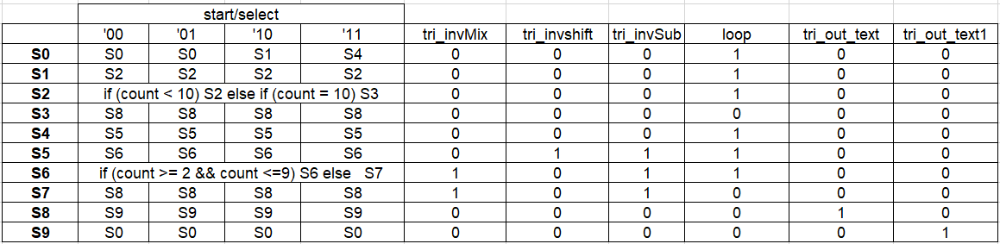 start/select
'00 '01 '10 '11 tri_invMix tri_invshift tri_invSub loop tri_out_text tri_out_text1
S0 S0 S0 S1 S4 0 0 0 1 0 0
S1 S2 S2 S2 S2 0 0 0 1 0 0
S2 if (count < 10) S2 else if (count = 10) S3 0 0 0 1 0 0
S3 S8 S8 S8 S8 0 0 0 0 0 0
S4 S5 S5 S5 S5 0 0 0 1 0 0
S5 S6 S6 S6 S6 0 1 1 1 0 0
S6 if (count >= 2 && count <=9) S6 else S7 1 0 1 1 0 0
S7 S8 S8 S8 S8 1 0 1 0 0 0
S8 S9 S9 S9 S9 0 0 0 0 1 0
S9 S0 S0 S0 S0 0 0 0 0 0 1